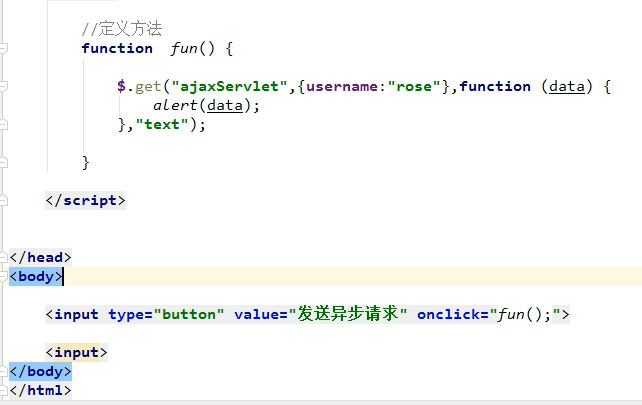 //定义方法
function  fun() {
$.get("ajaxServlet",{username:"rose"},function (data) {
alert(data);
},"text");
}
</script>
</head>
<body>
<input type="button" value="发送异步请求" onclick="fun();">
<input>
</body>
</html>